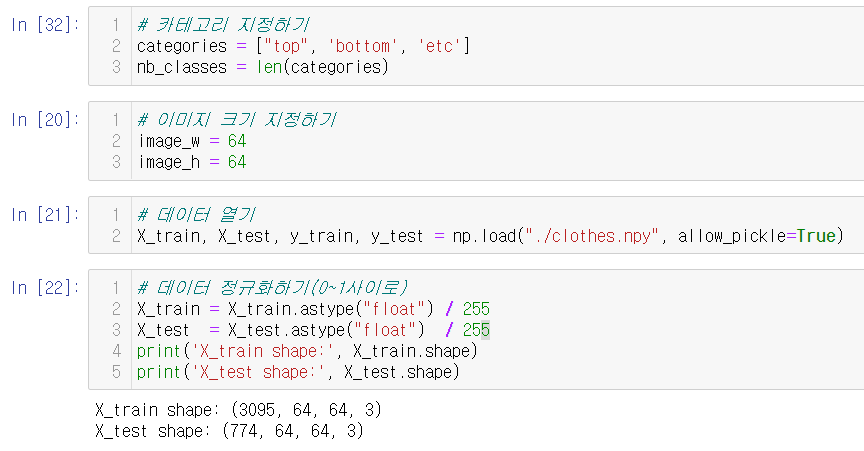 In [32]:
1 # 카테고리 지정하기
2 categories = ["top", 'bottom', 'etc']
3 nb_classes = len(categories)
In [20]:
1 # 이미지 크기 지정하기
2 image_w = 64
3 image_h = 64
In [21]:
1 # 데이터 열기
2 X_train, X_test, y_train, y_test = np.load("./clothes.npy", allow_pickle=True)
In [22]:
1 # 데이터 정규화하기(0~1사이로)
2 X_train = X_train.astype("float") / 255
3 X_test  = X_test.astype("float")  / 255
4 print('X_train shape:', X_train.shape)
5 print('X_test shape:', X_test.shape)
X_train shape: (3095, 64, 64, 3)
X_test shape: (774, 64, 64, 3)